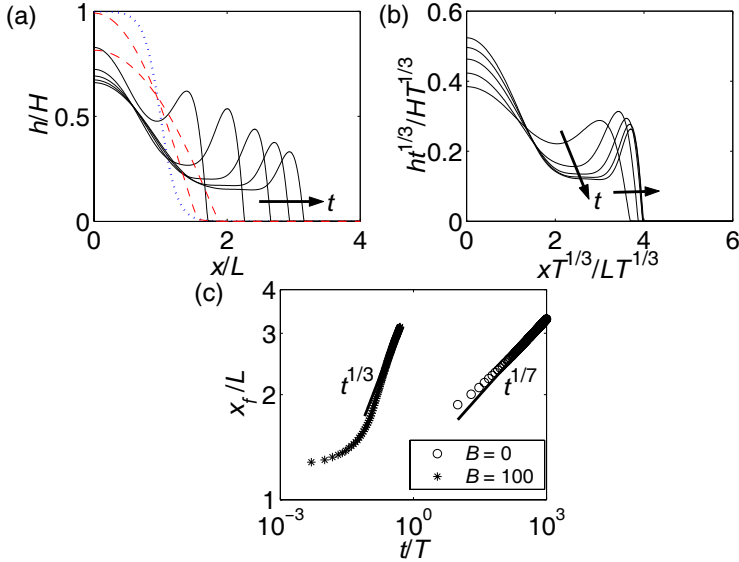 (a)
h/H
1
0.5
0
0 1 2 3 4
x/L
t
(b)
ht^{1/3}/HT^{1/3}
0.6
0.4
0.2
0
0 2 4 6
xT^{1/3}/LT^{1/3}
t
(c)
x_f/L
4
3
2
1
t^{1/3}
t^{1/7}
B = 0
B = 100
10^{-3} 10^{0} 10^{3}
t/T